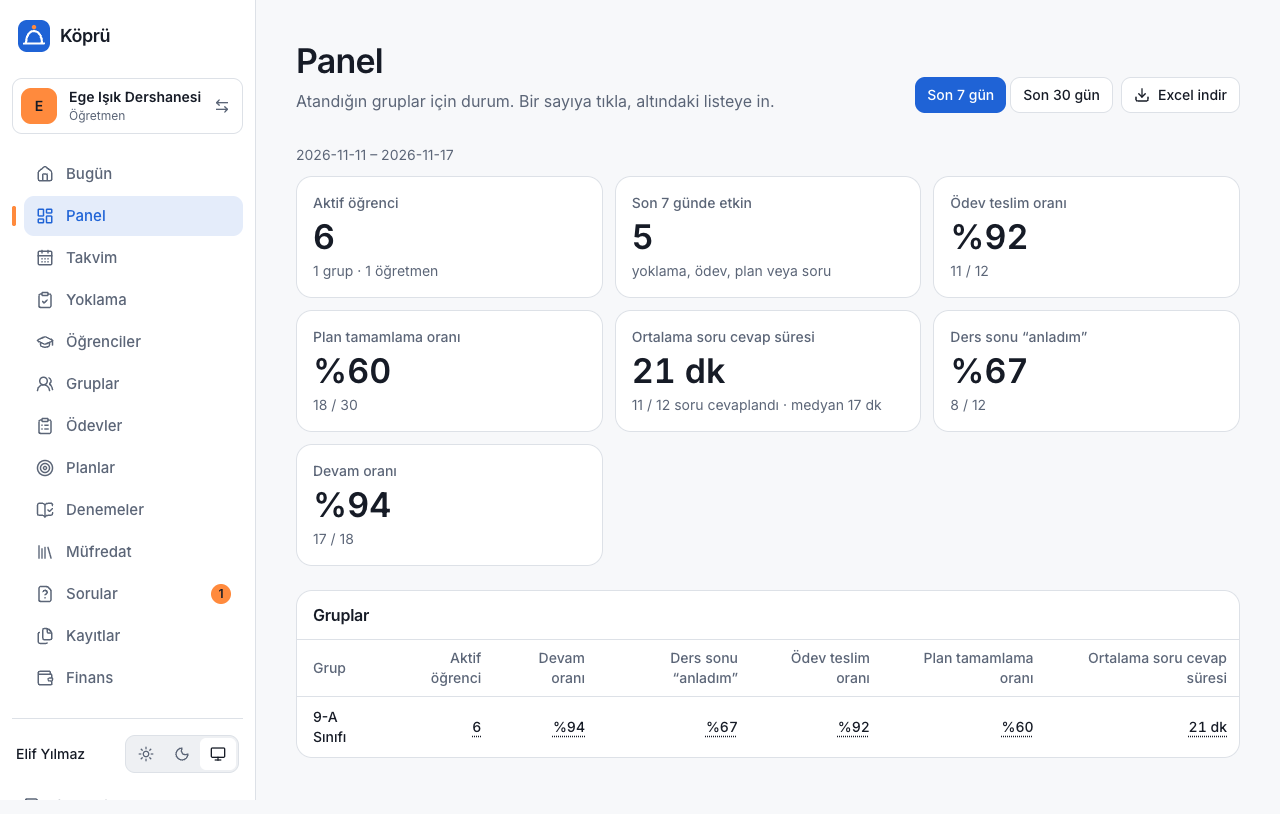 Köprü
E
Ege Işık Dershanesi
Öğretmen
Bugün
Panel
Takvim
Yoklama
Öğrenciler
Gruplar
Ödevler
Planlar
Denemeler
Müfredat
Sorular
1
Kayıtlar
Finans
Elif Yılmaz
Panel
Atandığın gruplar için durum. Bir sayıya tıkla, altındaki listeye in.
Son 7 gün
Son 30 gün
Excel indir
2026-11-11 – 2026-11-17
Aktif öğrenci
6
1 grup · 1 öğretmen
Son 7 günde etkin
5
yoklama, ödev, plan veya soru
Ödev teslim oranı
%92
11 / 12
Plan tamamlama oranı
%60
18 / 30
Ortalama soru cevap süresi
21 dk
11 / 12 soru cevaplandı · medyan 17 dk
Ders sonu “anladım”
%67
8 / 12
Devam oranı
%94
17 / 18
Gruplar
Grup
Aktif
öğrenci
Devam
oranı
Ders sonu
“anladım”
Ödev teslim
oranı
Plan tamamlama
oranı
Ortalama soru cevap
süresi
9-A
Sınıfı
6
%94
%67
%92
%60
21 dk